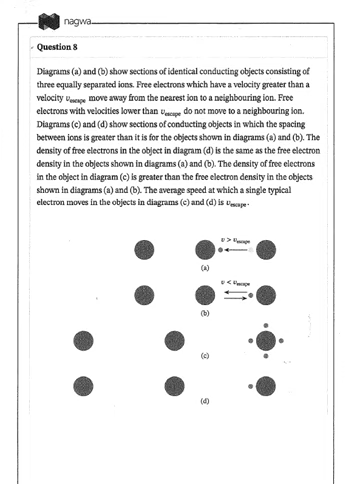 nagwa
Question 8
Diagrams (a) and (b) show sections of identical conducting objects consisting of
three equally separated ions. Free electrons which have a velocity greater than a
velocity v_escape move away from the nearest ion to a neighbouring ion. Free
electrons with velocities lower than v_escape do not move to a neighbouring ion.
Diagrams (c) and (d) show sections of conducting objects in which the spacing
between ions is greater than it is for the objects shown in diagrams (a) and (b). The
density of free electrons in the object in diagram (d) is the same as the free electron
density in the objects shown in diagrams (a) and (b). The density of free electrons
in the object in diagram (c) is greater than the free electron density in the objects
shown in diagrams (a) and (b). The average speed at which a single typical
electron moves in the objects in diagrams (c) and (d) is v_escape.
v > v_escape
(a)
v < v_escape
(b)
(c)
(d)